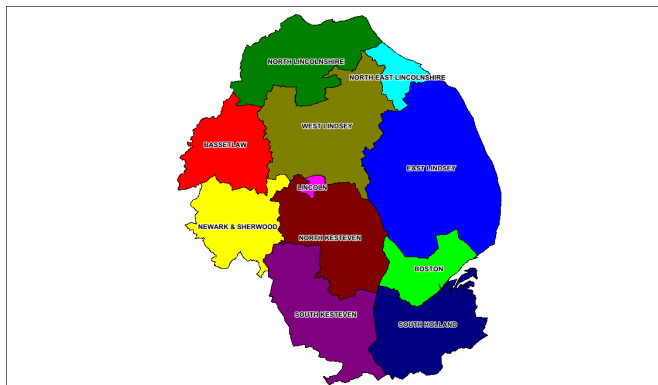 NORTH LINCOLNSHIRE
NORTH EAST LINCOLNSHIRE
WEST LINDSEY
BASSETLAW
EAST LINDSEY
LINCOLN
NEWARK & SHERWOOD
NORTH KESTEVEN
BOSTON
SOUTH KESTEVEN
SOUTH HOLLAND